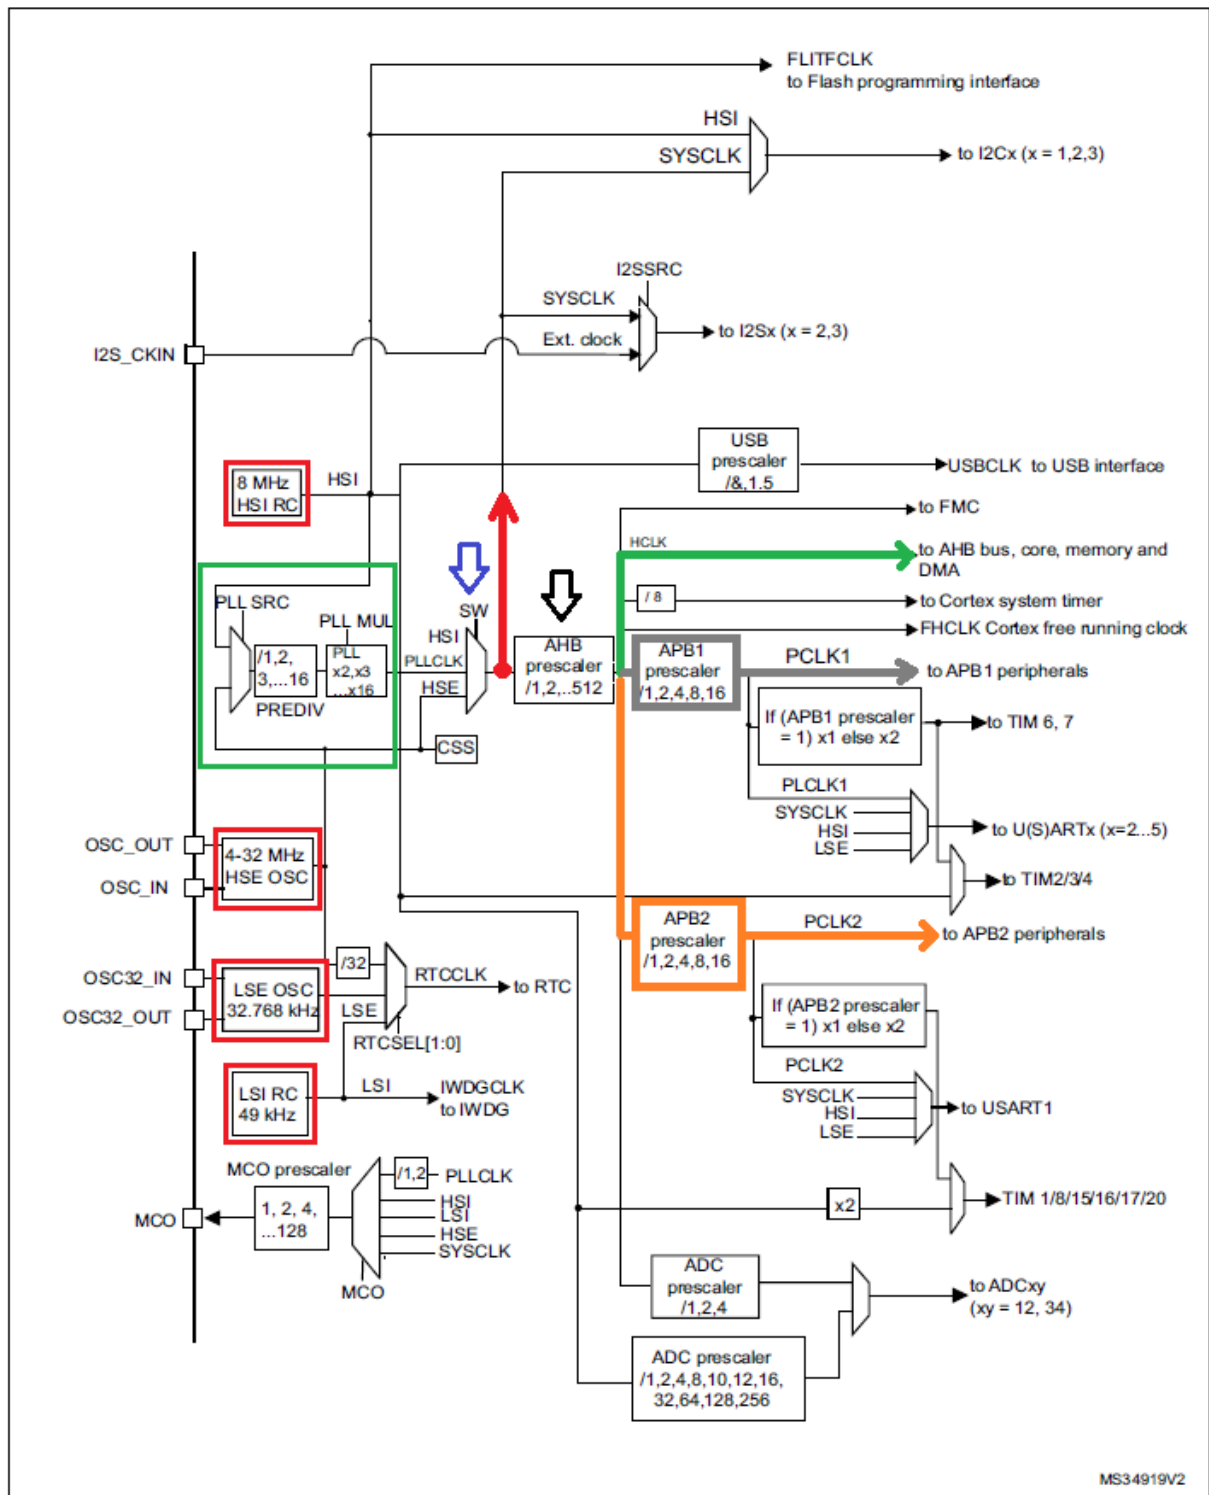 FLITFCLK
to Flash programming interface
HSI
SYSCLK
to I2Cx (x = 1,2,3)
I2SSRC
SYSCLK
to I2Sx (x = 2,3)
Ext. clock
I2S_CKIN
USB
prescaler
/&,1.5
USBCLK to USB interface
8 MHz
HSI RC
HSI
to FMC
HCLK
to AHB bus, core, memory and
DMA
/ 8
to Cortex system timer
FHCLK Cortex free running clock
PLL SRC
PLL MUL
SW
HSI
PLLCLK
HSE
/1,2,
3,...16
PREDIV
PLL
x2,x3
...x16
CSS
AHB
prescaler
/1,2,..512
APB1
prescaler
/1,2,4,8,16
PCLK1
to APB1 peripherals
If (APB1 prescaler
= 1) x1 else x2
to TIM 6, 7
PLCLK1
SYSCLK
HSI
LSE
to U(S)ARTx (x=2...5)
to TIM2/3/4
OSC_OUT
OSC_IN
4-32 MHz
HSE OSC
APB2
prescaler
/1,2,4,8,16
PCLK2
to APB2 peripherals
OSC32_IN
OSC32_OUT
LSE OSC
32.768 kHz
/32
RTCCLK
to RTC
LSE
RTCSEL[1:0]
If (APB2 prescaler
= 1) x1 else x2
LSI RC
49 kHz
LSI
IWDGCLK
to IWDG
PCLK2
SYSCLK
HSI
LSE
to USART1
MCO prescaler
1, 2, 4,
...128
MCO
/1,2
PLLCLK
HSI
LSI
HSE
SYSCLK
MCO
x2
TIM 1/8/15/16/17/20
ADC
prescaler
/1,2,4
to ADCxy
(xy = 12, 34)
ADC prescaler
/1,2,4,8,10,12,16,
32,64,128,256
MS34919V2